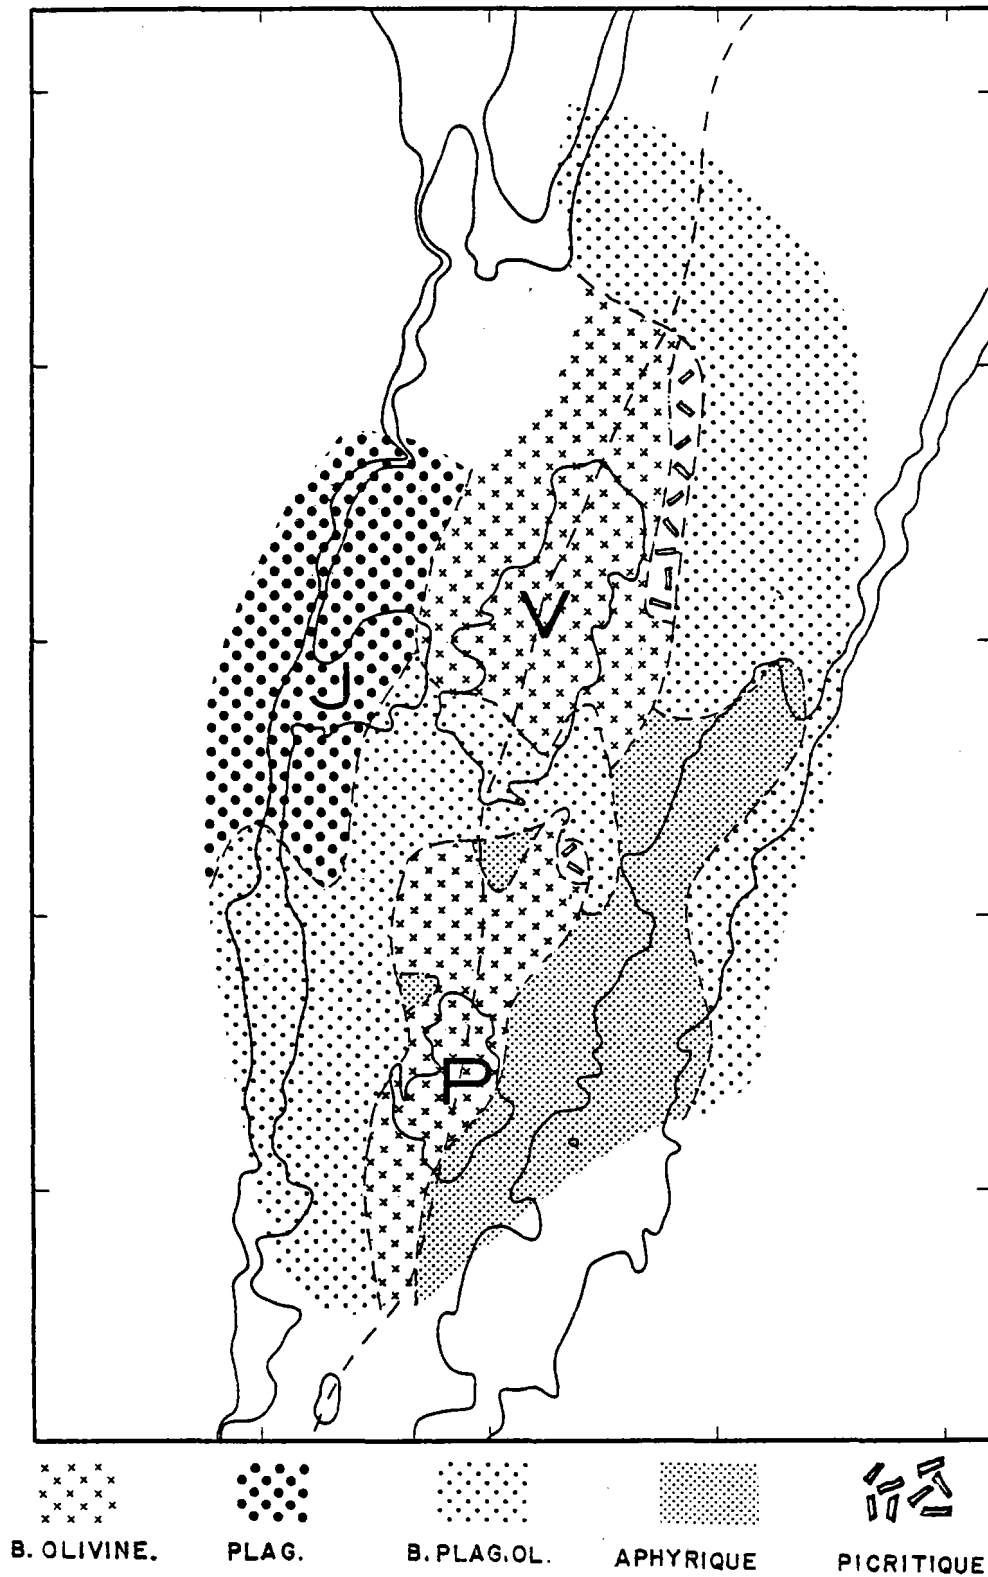 V
J
P
B. OLIVINE.
PLAG.
B. PLAG.OL.
APHYRIQUE
PICRITIQUE